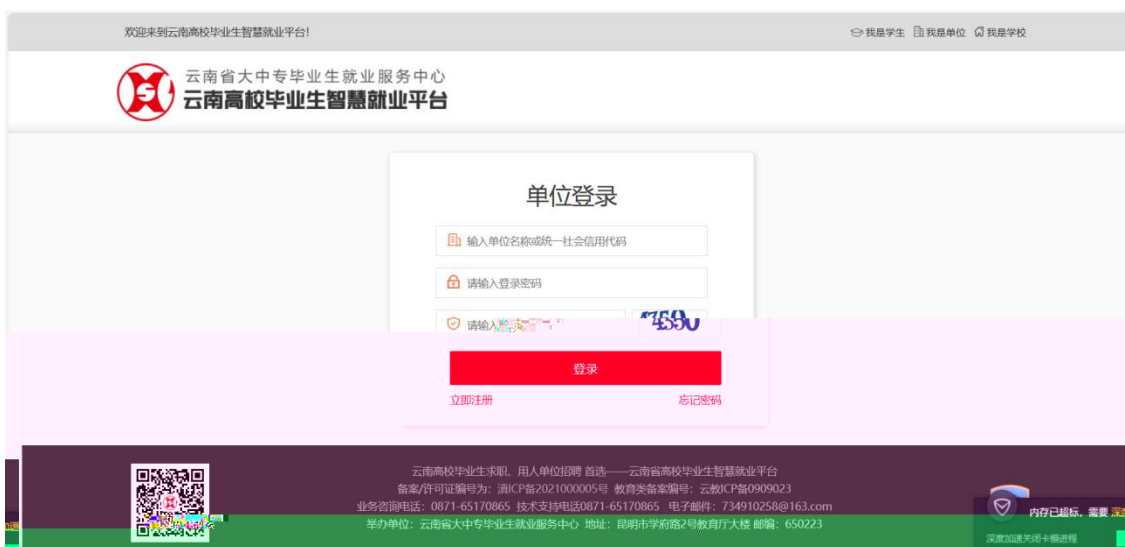 欢迎来到云南高校毕业生智慧就业平台!
我是学生 我是单位 我是学校
云南省大中专毕业生就业服务中心
云南高校毕业生智慧就业平台
单位登录
输入单位名称或统一社会信用代码
请输入登录密码
请输入
登录
立即注册 忘记密码
云南高校毕业生求职、用人单位招聘 首选——云南省高校毕业生智慧就业平台
备案/许可证编号为：滇ICP备2021000005号 教育类备案编号：云教ICP备0909023
业务咨询电话：0871-65170865 技术支持电话0871-65170865 电子邮件：734910258@163.com
举办单位：云南省大中专毕业生就业服务中心 地址：昆明市学府路2号教育厅大楼 邮编：650223
内存已超标，需要
深度加速关闭卡慢进程